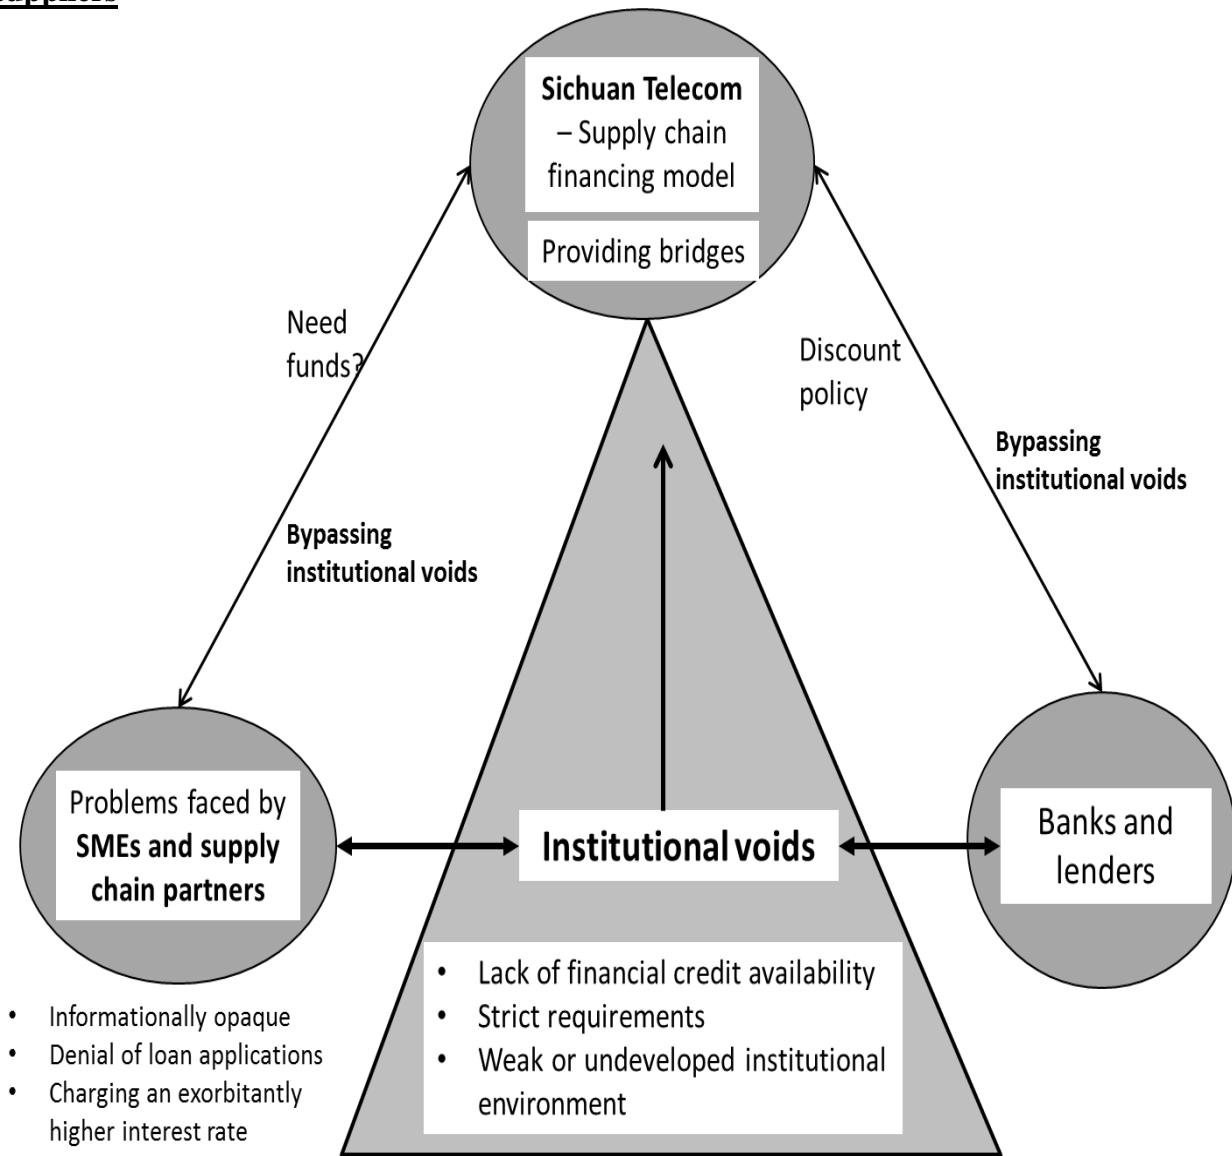 suppliers
Sichuan Telecom
– Supply chain
financing model
Providing bridges
Need
funds?
Discount
policy
Bypassing
institutional voids
Bypassing
institutional voids
Problems faced by
SMEs and supply
chain partners
Institutional voids
Banks and
lenders
• Lack of financial credit availability
• Strict requirements
• Weak or undeveloped institutional
environment
• Informationally opaque
• Denial of loan applications
• Charging an exorbitantly
higher interest rate